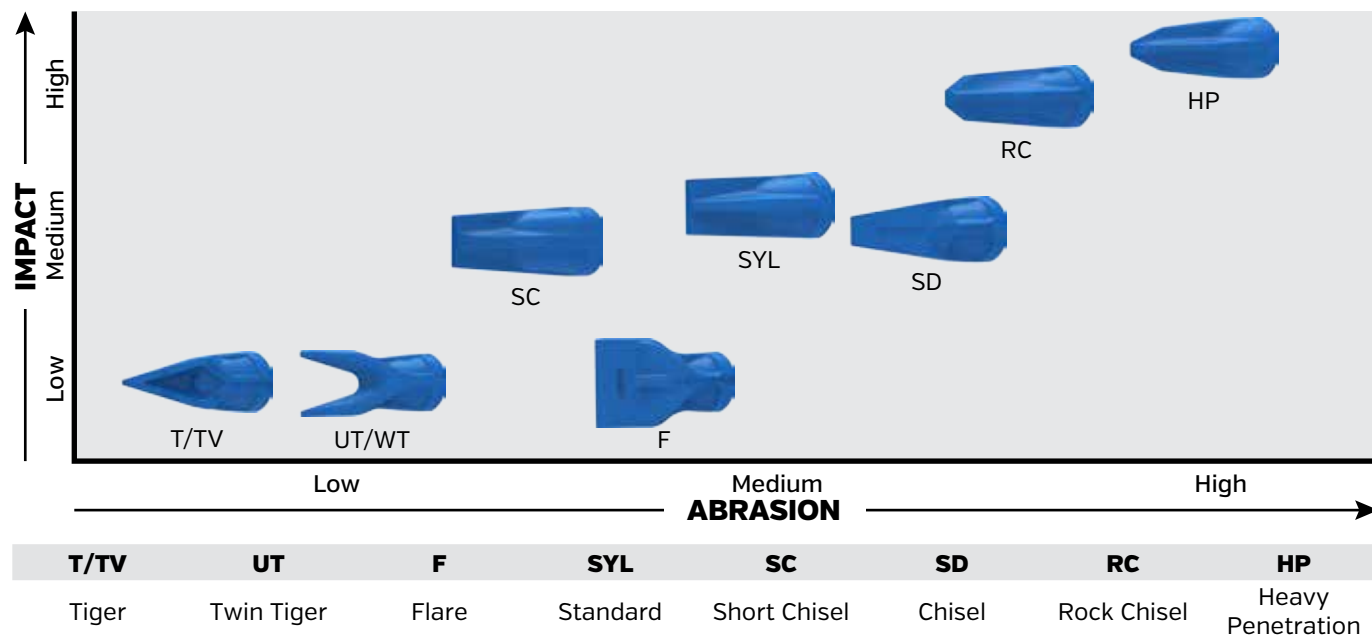 IMPACT
High
Medium
Low
HP
RC
SYL
SD
SC
T/TV
UT/WT
F
Low
Medium
High
ABRASION
T/TV UT F SYL SC SD RC HP
Tiger Twin Tiger Flare Standard Short Chisel Chisel Rock Chisel Heavy
Penetration